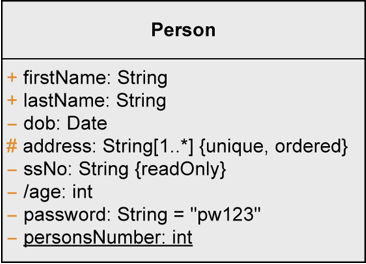 Person
+ firstName: String
+ lastName: String
– dob: Date
# address: String[1..*] {unique, ordered}
– ssNo: String {readOnly}
– /age: int
– password: String = "pw123"
– personsNumber: int